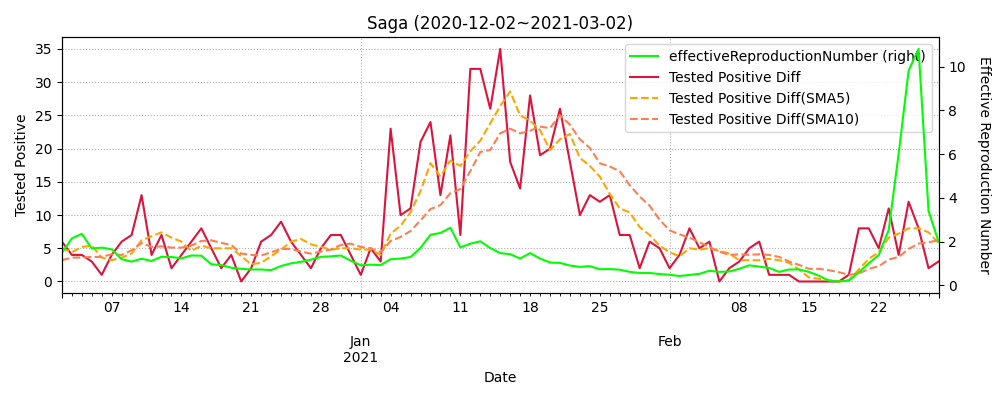 Saga (2020-12-02~2021-03-02)
effectiveReproductionNumber (right)
Tested Positive Diff
Tested Positive Diff(SMA5)
Tested Positive Diff(SMA10)
Tested Positive
35
30
25
20
15
10
5
0
10
8
6
4
2
0
Effective Reproduction Number
07 14 21 28 04 11 18 25 08 15 22
Jan Feb
2021
Date